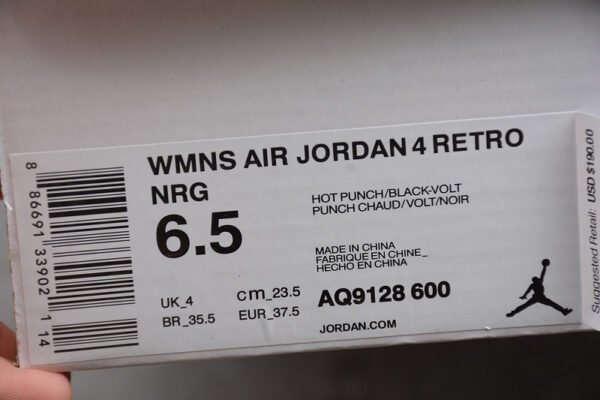 WMNS AIR JORDAN 4 RETRO
NRG
6.5
HOT PUNCH/BLACK-VOLT
PUNCH CHAUD/VOLT/NOIR
MADE IN CHINA
FABRIQUE EN CHINE_
HECHO EN CHINA
UK_4
cm_23.5
BR_35.5
EUR_37.5
AQ9128 600
JORDAN.COM
8 86691 33902 1 14
Suggested Retail: USD $190.00